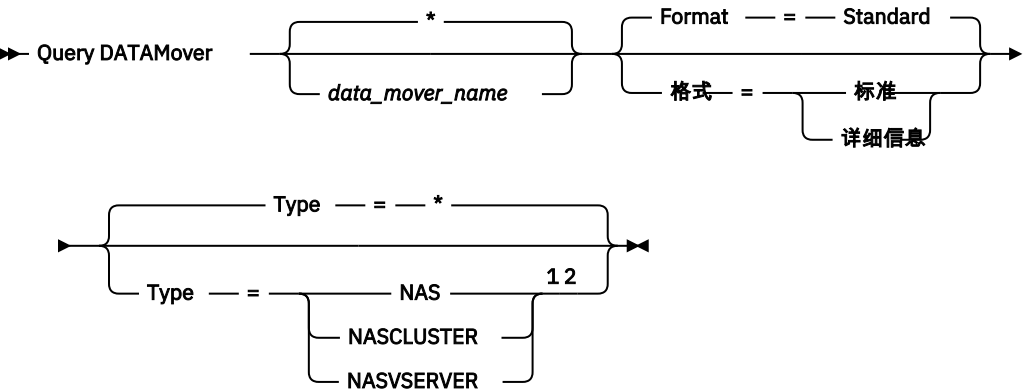 *
Format = Standard
Query DATAMover
data_mover_name
格式 = 标准
详细信息
Type = *
1 2
Type = NAS
NASCLUSTER
NASVSERVER